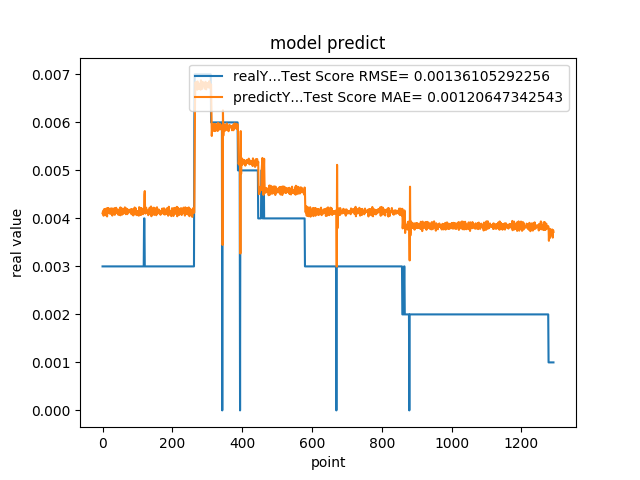 model predict
realY...Test Score RMSE= 0.00136105292256
predictY...Test Score MAE= 0.00120647342543
real value
0.007
0.006
0.005
0.004
0.003
0.002
0.001
0.000
0 200 400 600 800 1000 1200
point